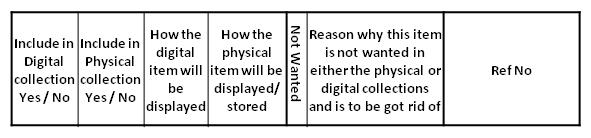 Include in
Digital
collection
Yes / No
Include in
Physical
collection
Yes / No
How the
digital
item will
be
displayed
How the
physical
item will be
displayed/
stored
Not Wanted
Reason why this item
is not wanted in
either the physical or
digital collections
and is to be got rid of
Ref No